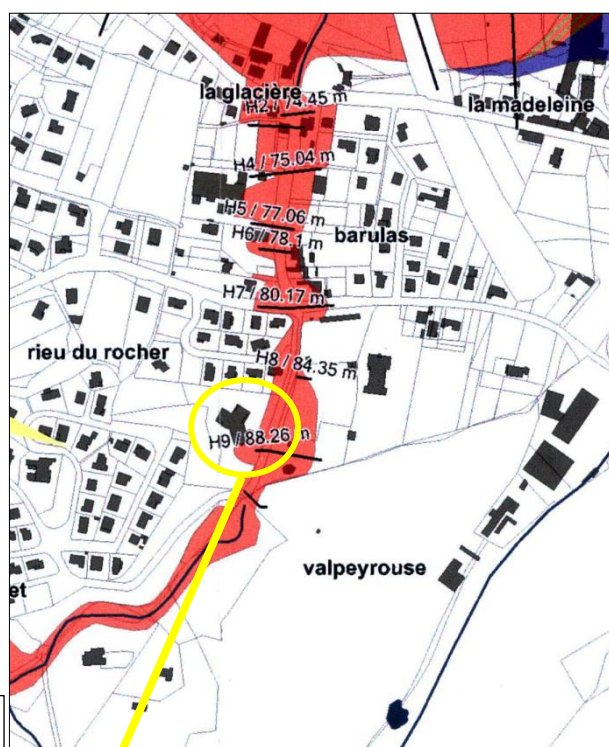 la glacière
la madeleine
H2 / 74.45 m
H4 / 75.04 m
H5 / 77.06 m
H6 / 78.1 m
barulas
H7 / 80.17 m
rieu du rocher
H8 / 84.35 m
H9 / 88.26 m
valpeyrouse
et